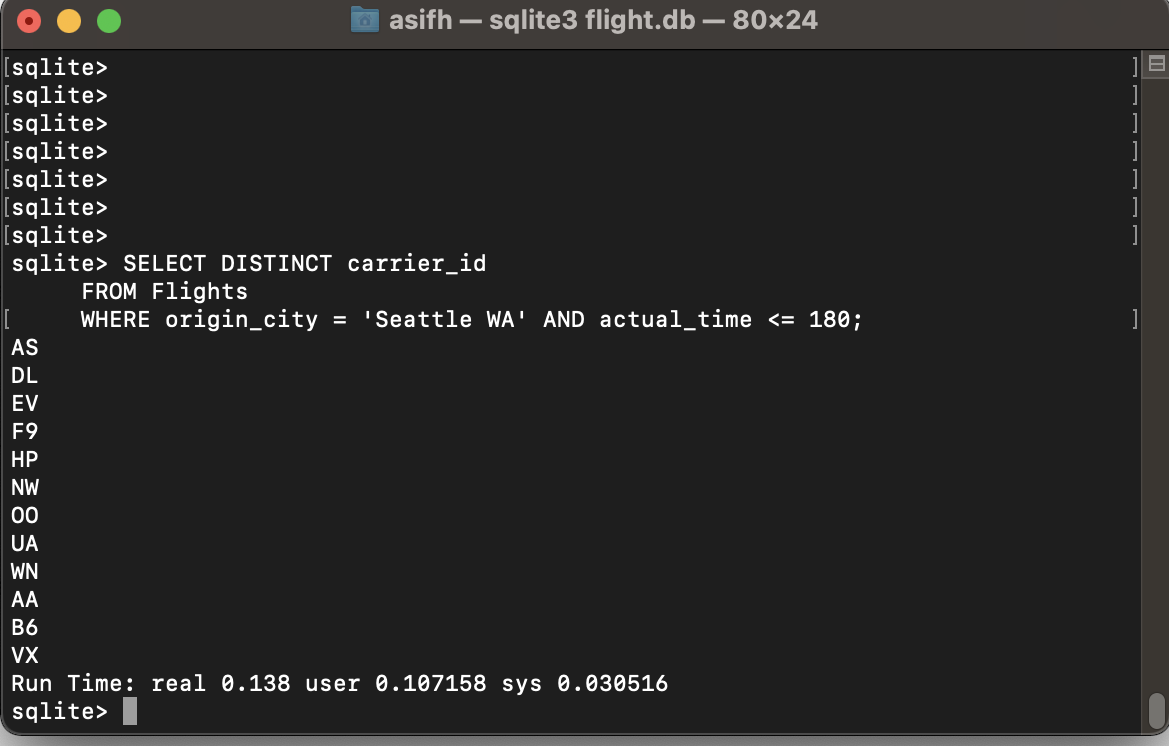 asifh — sqlite3 flight.db — 80×24
[sqlite> ]
[sqlite> ]
[sqlite> ]
[sqlite> ]
[sqlite> ]
[sqlite> ]
[sqlite> ]
sqlite> SELECT DISTINCT carrier_id
FROM Flights
[ WHERE origin_city = 'Seattle WA' AND actual_time <= 180; ]
AS
DL
EV
F9
HP
NW
OO
UA
WN
AA
B6
VX
Run Time: real 0.138 user 0.107158 sys 0.030516
sqlite>